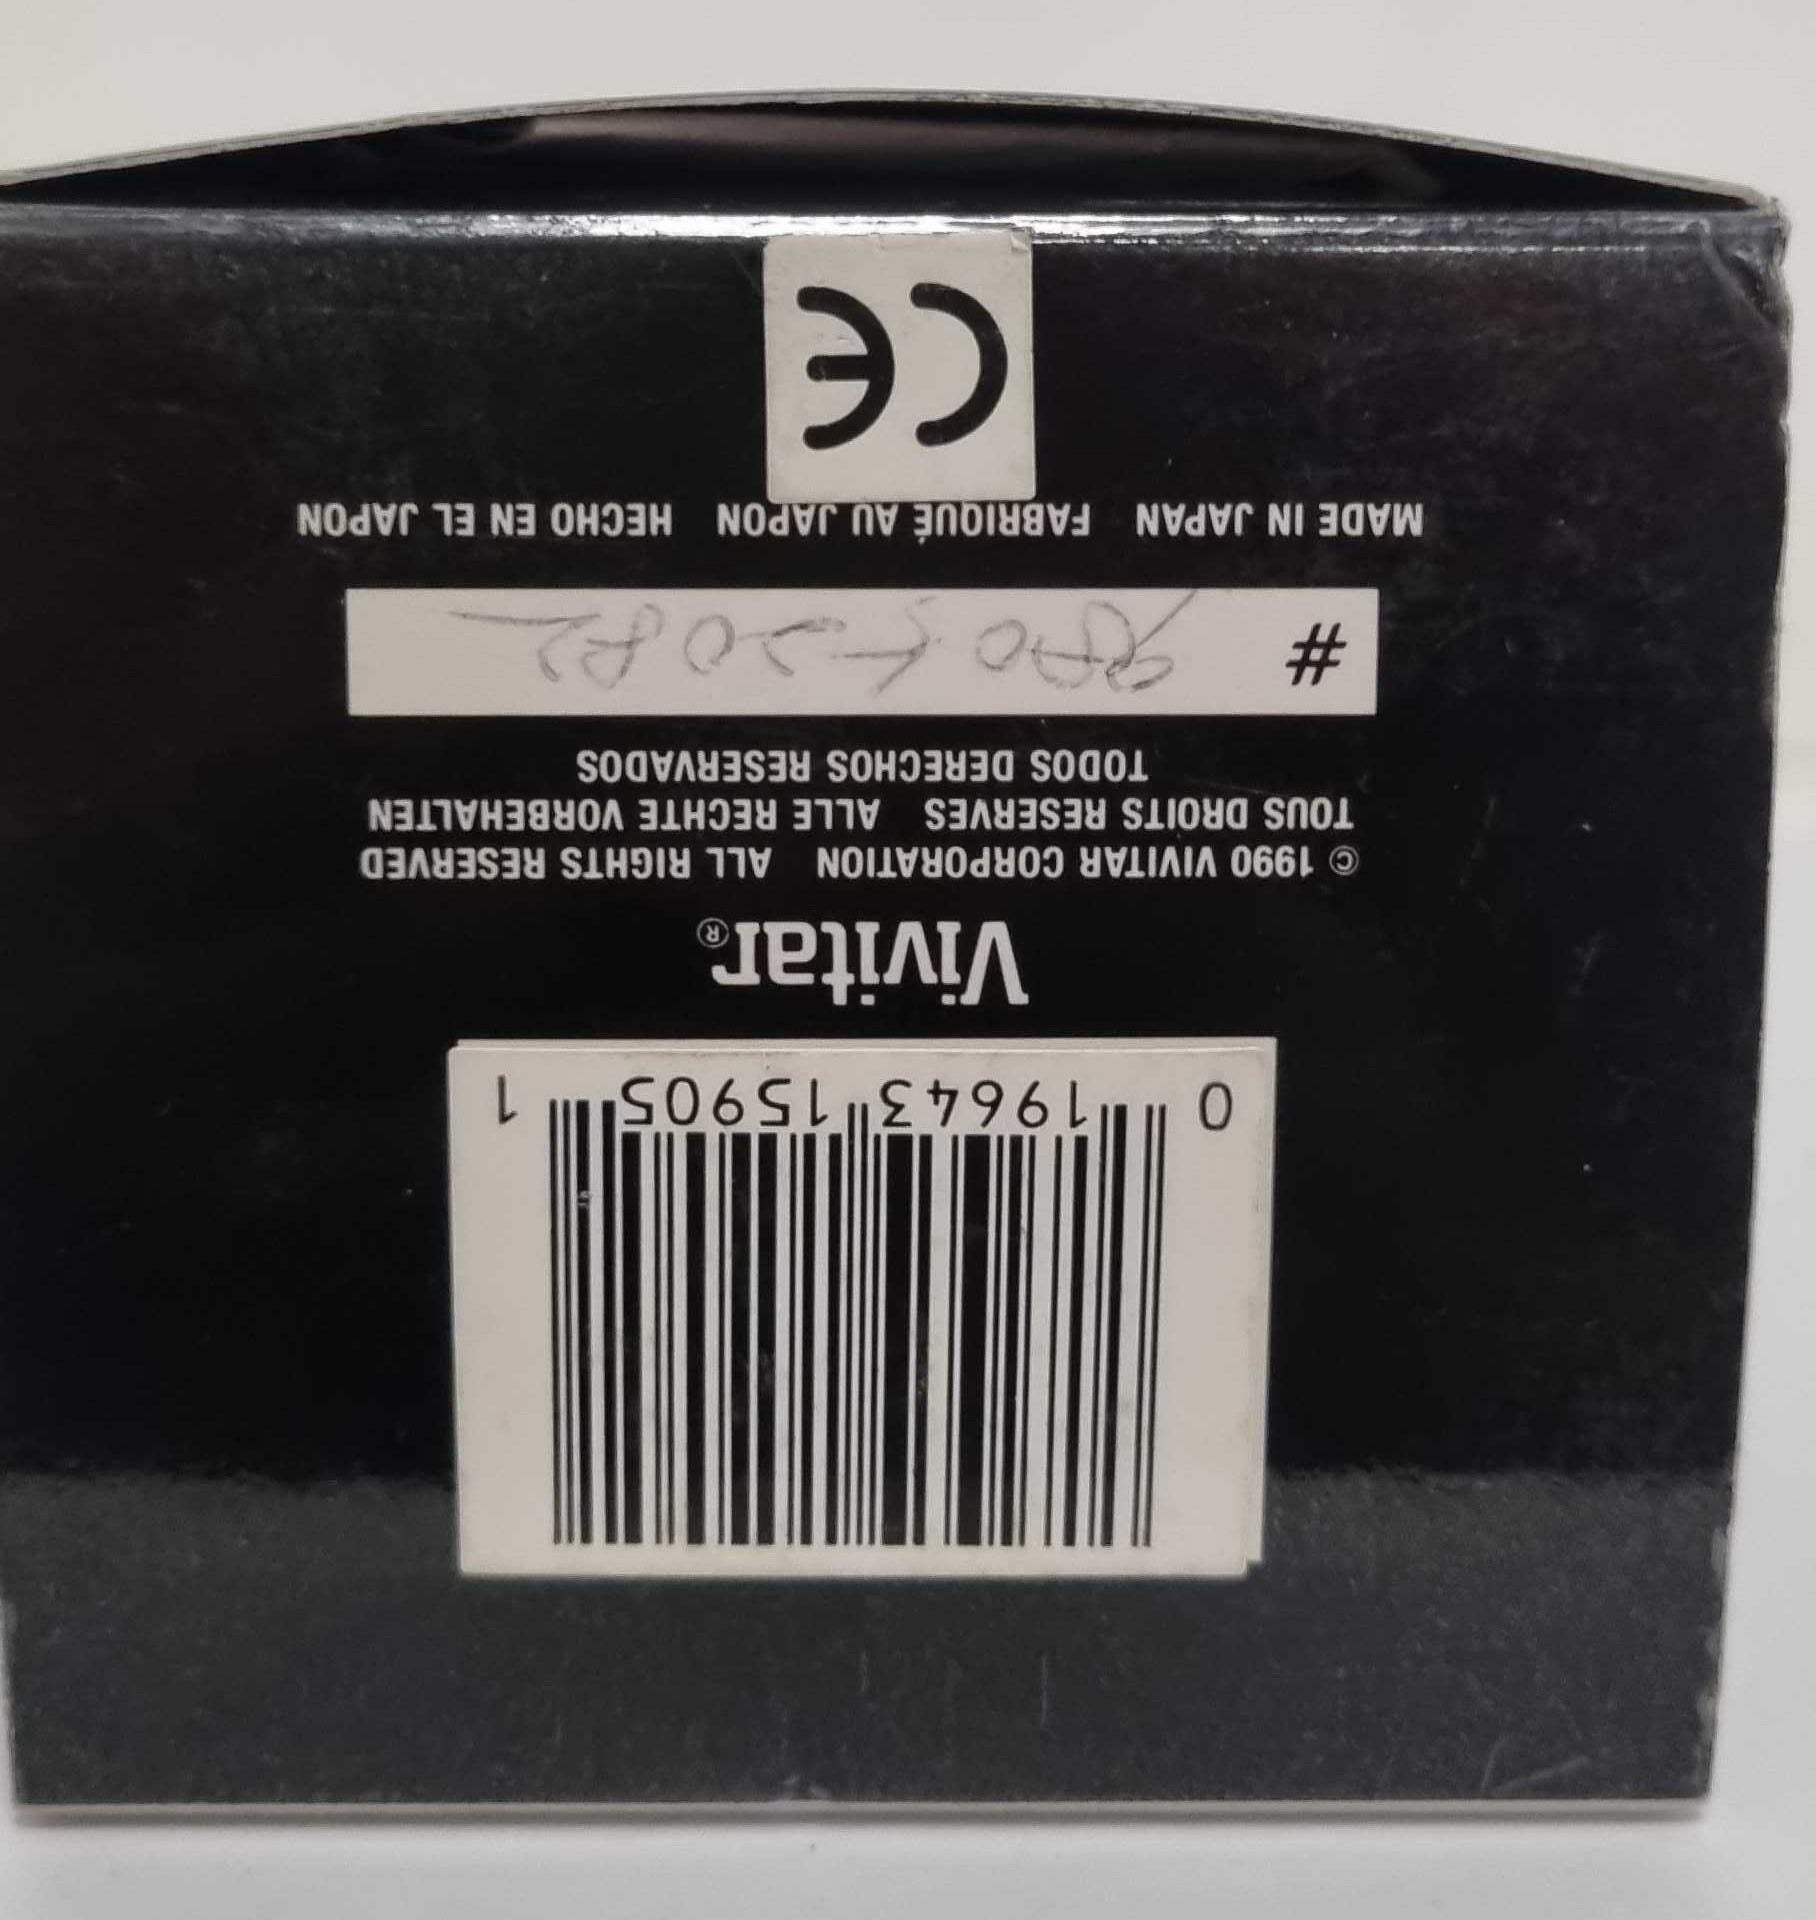 0 19643 15905 1
Vivitar®
© 1990 VIVITAR CORPORATION ALL RIGHTS RESERVED
TOUS DROITS RESERVES ALLE RECHTE VORBEHALTEN
TODOS DERECHOS RESERVADOS
#
MADE IN JAPAN FABRIQUÉ AU JAPON HECHO EN EL JAPON
CE